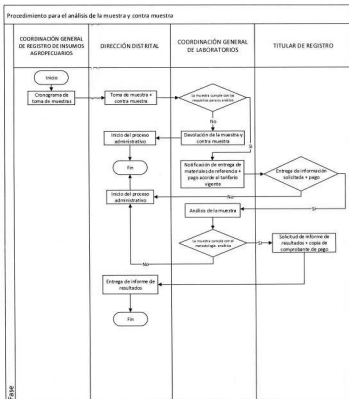 Procedimiento para el análisis de la muestra y contra muestra
COORDINACIÓN GENERAL
DE REGISTRO DE INSUMOS
AGROPECUARIOS
DIRECCIÓN DISTRITAL
COORDINACIÓN GENERAL
DE LABORATORIOS
TITULAR DE REGISTRO
Inicio
Cronograma de
toma de muestras
Toma de muestra +
contra muestra
La muestra cumple con los
requisitos para su análisis
No
Si
Devolución de la muestra y
contra muestra
Inicio del proceso
administrativo
Fin
Notificación de entrega de
materiales de referencia +
pago acorde al tarifario
vigente
Entrega de información
solicitada + pago
No
Si
Inicio del proceso
administrativo
Análisis de la muestra
La muestra cumple con la
metodología analítica
Si
No
Solicitud de informe de
resultados + copia de
comprobante de pago
Entrega de informe de
resultados
Fin
Fase